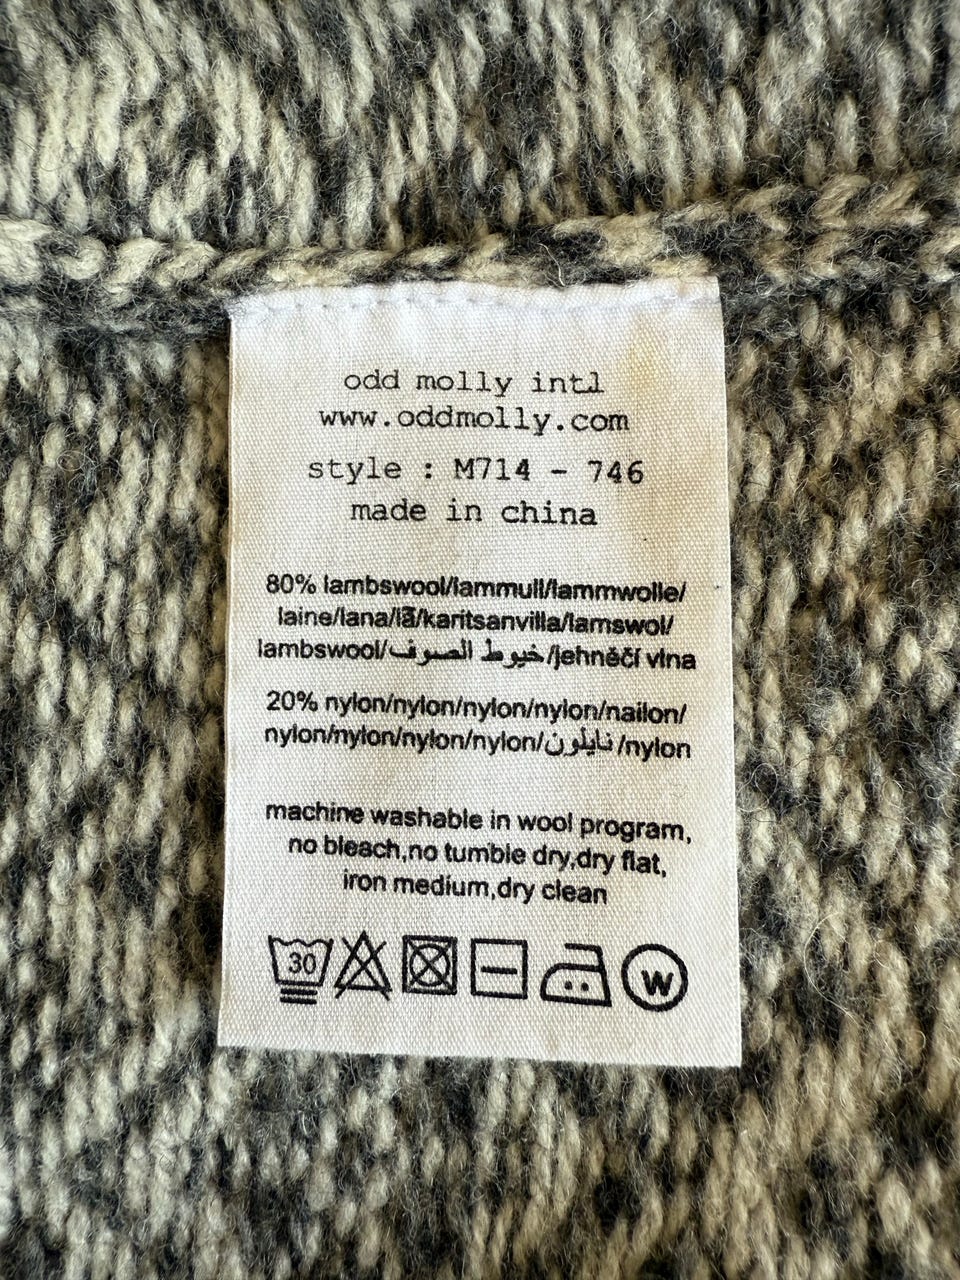 odd molly intl
www.oddmolly.com
style : M714 - 746
made in china
80% lambswool/lammull/lammwolle/
laine/lana/lã/karitsanvilla/lamswol/
lambswool/خيوط الصوف/jehněčí vlna
20% nylon/nylon/nylon/nylon/nailon/
nylon/nylon/nylon/nylon/نايلون/nylon
machine washable in wool program,
no bleach,no tumble dry,dry flat,
iron medium,dry clean
30 W